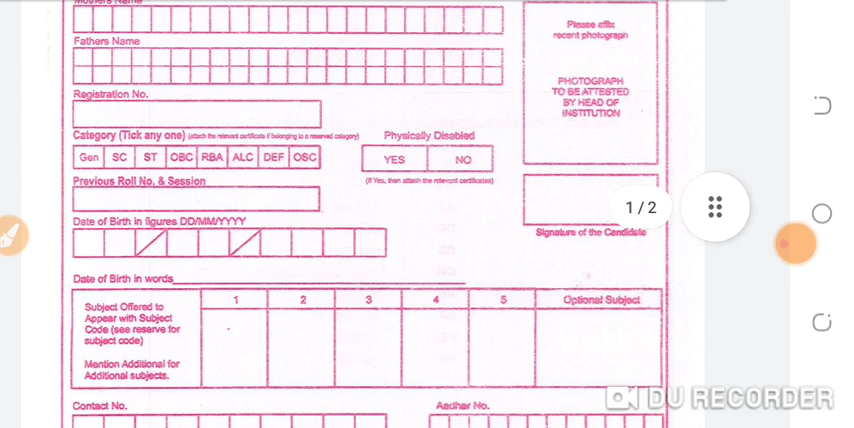 Mothers Name
Please affix
recent photograph
Fathers Name
PHOTOGRAPH
TO BE ATTESTED
BY HEAD OF
INSTITUTION
Registration No.
Category (Tick any one) (attach the relevant certificate if belonging to a reserved category)
Physically Disabled
Gen SC ST OBC RBA ALC DEF OSC
YES NO
(If Yes, then attach the relevant certificates)
Previous Roll No. & Session
1 / 2
Signature of the Candidate
Date of Birth in figures DD/MM/YYYY
Date of Birth in words
Subject Offered to
Appear with Subject
Code (see reserve for
subject code)
Mention Additional for
Additional subjects.
1 2 3 4 5 Optional Subject
DU RECORDER
Contact No.
Aadhar No.